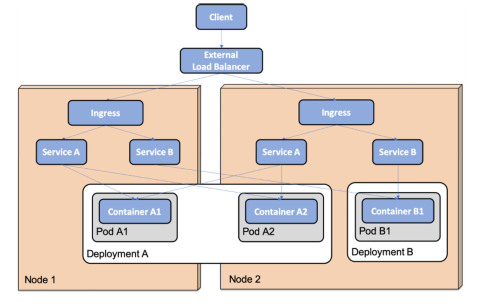 Client
External
Load Balancer
Ingress
Ingress
Service A
Service B
Service A
Service B
Container A1
Container A2
Container B1
Pod A1
Pod A2
Pod B1
Deployment A
Deployment B
Node 1
Node 2